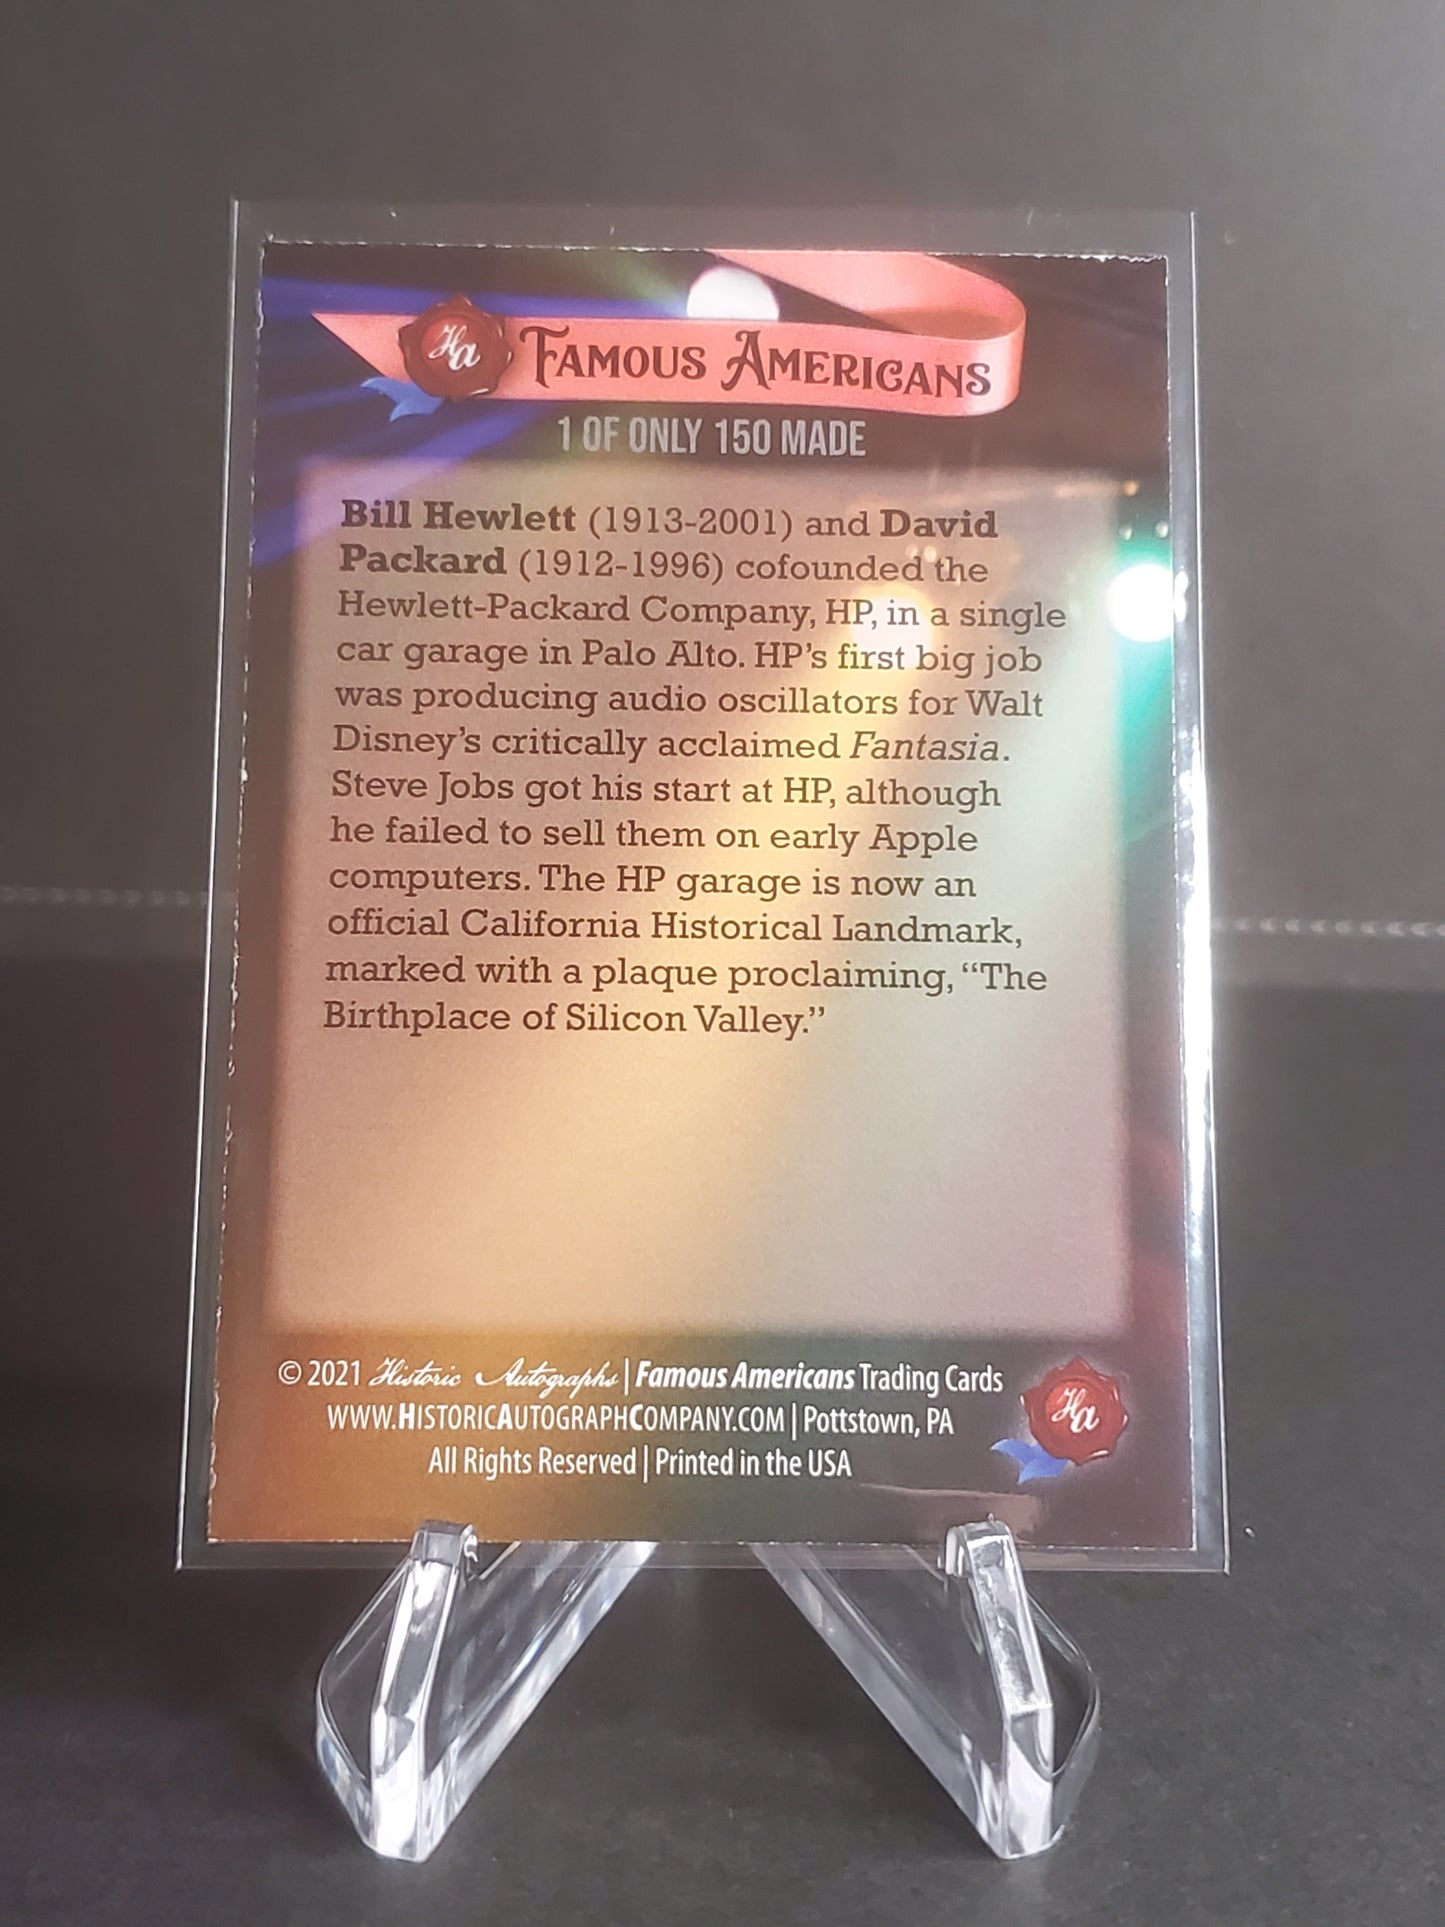 Ha FAMOUS AMERICANS
1 OF ONLY 150 MADE
Bill Hewlett (1913-2001) and David
Packard (1912-1996) cofounded the
Hewlett-Packard Company, HP, in a single
car garage in Palo Alto. HP's first big job
was producing audio oscillators for Walt
Disney's critically acclaimed Fantasia.
Steve Jobs got his start at HP, although
he failed to sell them on early Apple
computers. The HP garage is now an
official California Historical Landmark,
marked with a plaque proclaiming, “The
Birthplace of Silicon Valley.”
© 2021 Historic Autographs | Famous Americans Trading Cards
WWW.HISTORICAUTOGRAPHCOMPANY.COM | Pottstown, PA
All Rights Reserved | Printed in the USA
Ha